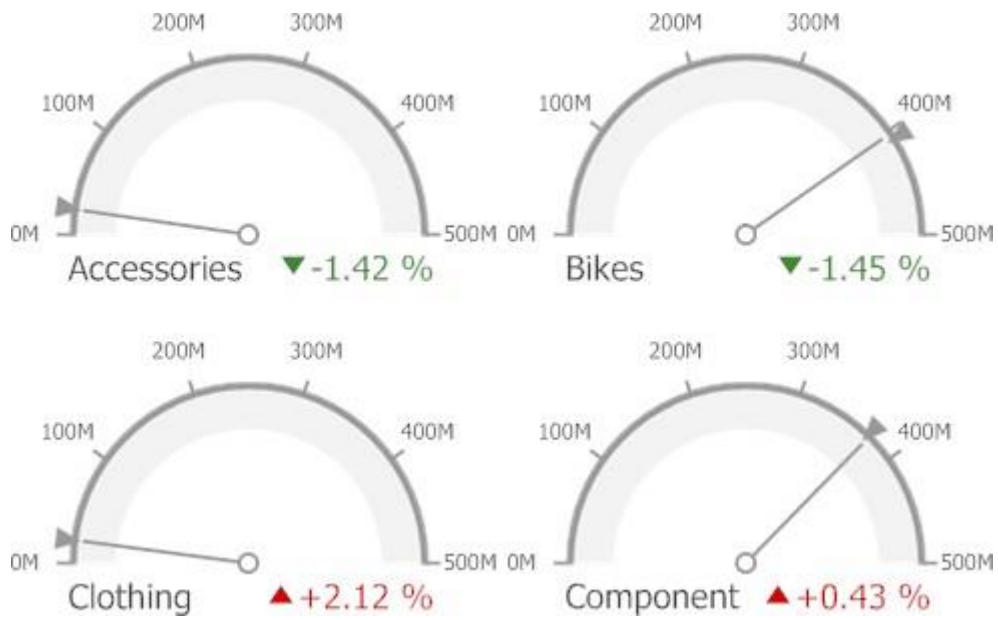 200M 300M 200M 300M
100M 400M 100M 400M
0M 500M 0M 500M
Accessories ▼-1.42 % Bikes ▼-1.45 %
200M 300M 200M 300M
100M 400M 100M 400M
0M 500M 0M 500M
Clothing ▲+2.12 % Component ▲+0.43 %